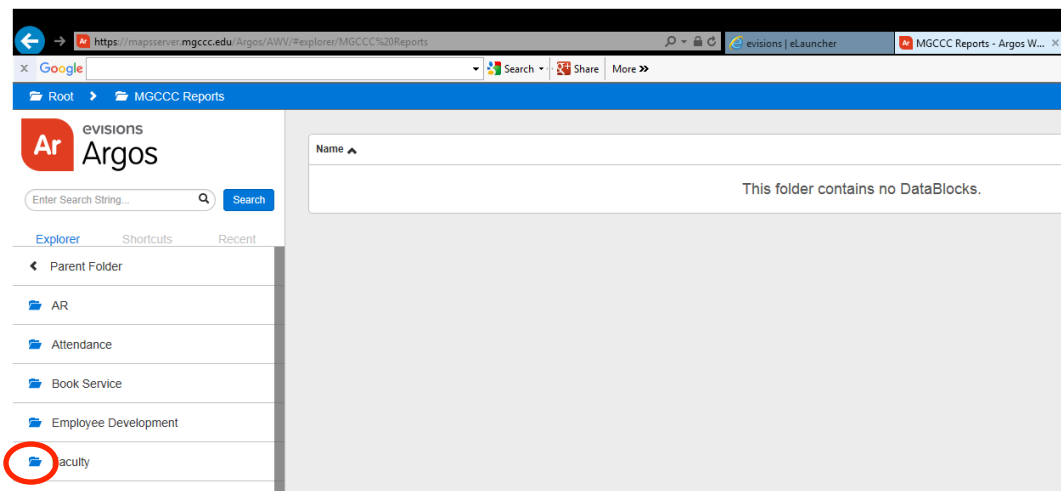 https://mapsserver.mgccc.edu/Argos/AWV/#explorer/MGCCC%20Reports
evisions | eLauncher
MGCCC Reports - Argos W... ×
x Google Search Share More »
Root > MGCCC Reports
Ar evisions Argos
Name
Enter Search String... Search
This folder contains no DataBlocks.
Explorer Shortcuts Recent
Parent Folder
AR
Attendance
Book Service
Employee Development
aculty